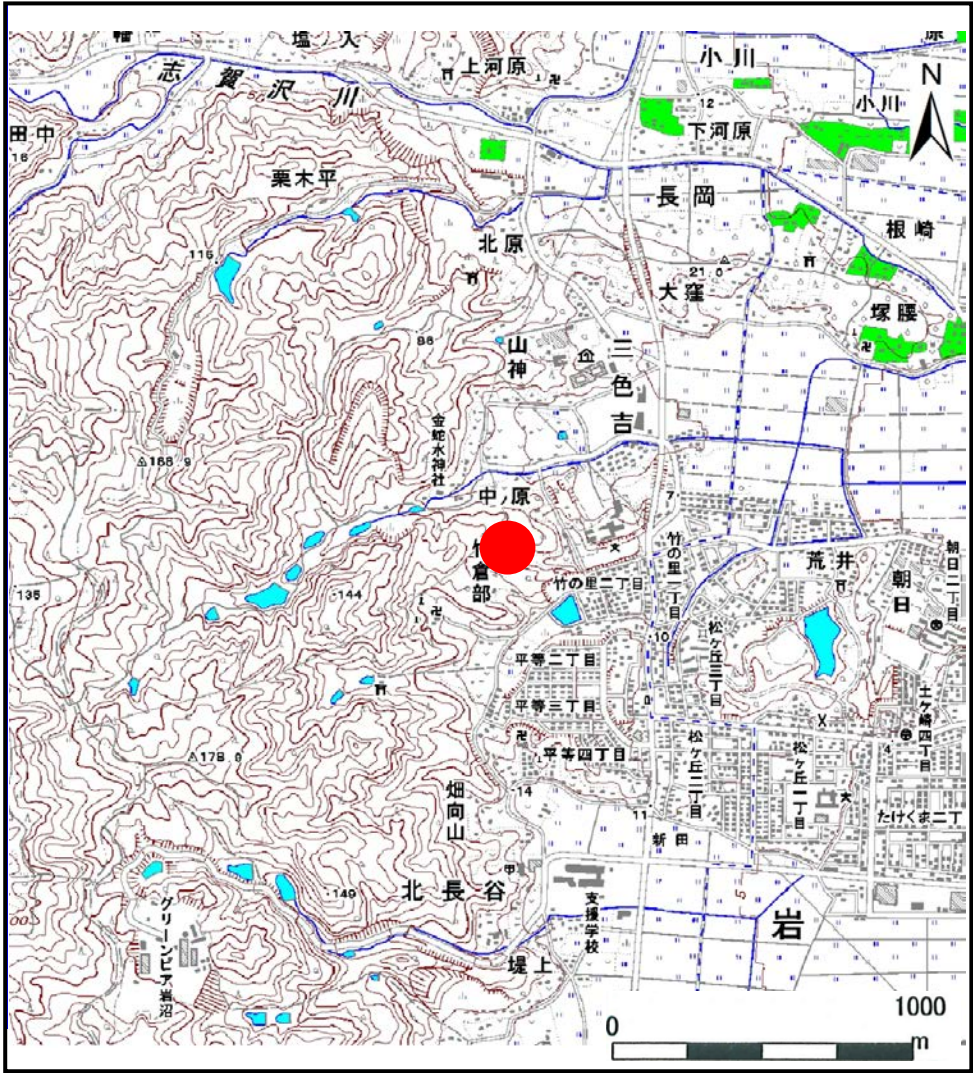 塩入
上河原
小川
N
志賀沢川
12
小川
下河原
田中
16
栗木平
長岡
根崎
北原
115
21.0
大窪
塚腰
86
山神
三色吉
金蛇水神社
168.9
中原
7
竹の里一丁目
荒井
朝日
朝日二丁目
竹倉部
竹の里二丁目
135
144
10
松ケ丘三丁目
平等二丁目
土ケ崎四丁目
平等三丁目
8
178.0
平等四丁目
松ケ丘二丁目
松ケ丘一丁目
4
14
畑向山
11
たけくま二丁
新田
149
北長谷
5
支援学校
岩
グリーンピア岩沼
堤上
0
1000
m